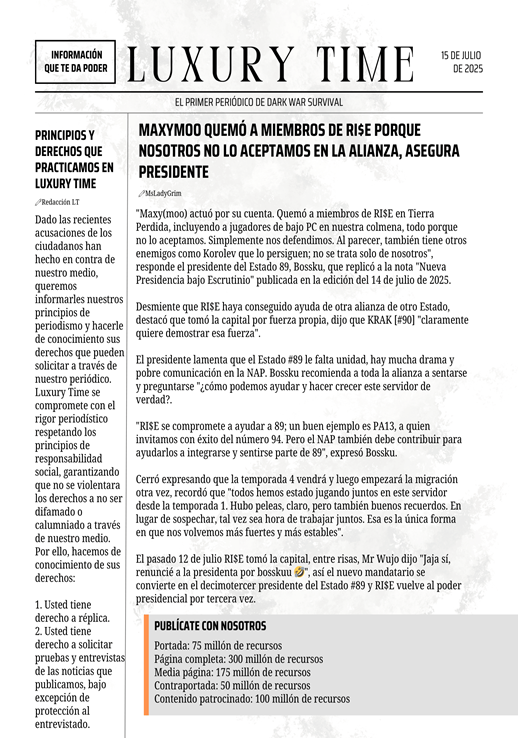 INFORMACIÓN
QUE TE DA PODER
LUXURY TIME
15 DE JULIO
DE 2025
EL PRIMER PERIÓDICO DE DARK WAR SURVIVAL
PRINCIPIOS Y
DERECHOS QUE
PRACTICAMOS EN
LUXURY TIME
Redacción LT
Dado las recientes
acusaciones de los
ciudadanos han
hecho en contra de
nuestro medio,
queremos
informarles nuestros
principios de
periodismo y hacerle
de conocimiento sus
derechos que pueden
solicitar a través de
nuestro periódico.
Luxury Time se
compromete con el
rigor periodístico
respetando los
principios de
responsabilidad
social, garantizando
que no se violentara
los derechos a no ser
difamado o
calumniado a través
de nuestro medio.
Por ello, hacemos de
conocimiento de sus
derechos:
1. Usted tiene
derecho a réplica.
2. Usted tiene
derecho a solicitar
pruebas y entrevistas
de las noticias que
publicamos, bajo
excepción de
protección al
entrevistado.
MAXYMOO QUEMÓ A MIEMBROS DE RI$E PORQUE
NOSOTROS NO LO ACEPTAMOS EN LA ALIANZA, ASEGURA
PRESIDENTE
MsLadyGrim
"Maxy(moo) actuó por su cuenta. Quemó a miembros de RI$E en Tierra
Perdida, incluyendo a jugadores de bajo PC en nuestra colmena, todo porque
no lo aceptamos. Simplemente nos defendimos. Al parecer, también tiene otros
enemigos como Korolev que lo persiguen; no se trata solo de nosotros",
responde el presidente del Estado 89, Bossku, que replicó a la nota "Nueva
Presidencia bajo Escrutinio" publicada en la edición del 14 de julio de 2025.
Desmiente que RI$E haya conseguido ayuda de otra alianza de otro Estado,
destacó que tomó la capital por fuerza propia, dijo que KRAK [#90] "claramente
quiere demostrar esa fuerza".
El presidente lamenta que el Estado #89 le falta unidad, hay mucha drama y
pobre comunicación en la NAP. Bossku recomienda a toda la alianza a sentarse
y preguntarse "¿cómo podemos ayudar y hacer crecer este servidor de
verdad?.
"RI$E se compromete a ayudar a 89; un buen ejemplo es PA13, a quien
invitamos con éxito del número 94. Pero el NAP también debe contribuir para
ayudarlos a integrarse y sentirse parte de 89", expresó Bossku.
Cerró expresando que la temporada 4 vendrá y luego empezará la migración
otra vez, recordó que "todos hemos estado jugando juntos en este servidor
desde la temporada 1. Hubo peleas, claro, pero también buenos recuerdos. En
lugar de sospechar, tal vez sea hora de trabajar juntos. Esa es la única forma
en que nos volvemos más fuertes y más estables".
El pasado 12 de julio RI$E tomó la capital, entre risas, Mr Wujo dijo "Jaja sí,
renuncié a la presidenta por bosskuu 🤣", así el nuevo mandatario se
convierte en el decimotercer presidente del Estado #89 y RI$E vuelve al poder
presidencial por tercera vez.
PUBLÍCATE CON NOSOTROS
Portada: 75 millón de recursos
Página completa: 300 millón de recursos
Media página: 175 millón de recursos
Contraportada: 50 millón de recursos
Contenido patrocinado: 100 millón de recursos